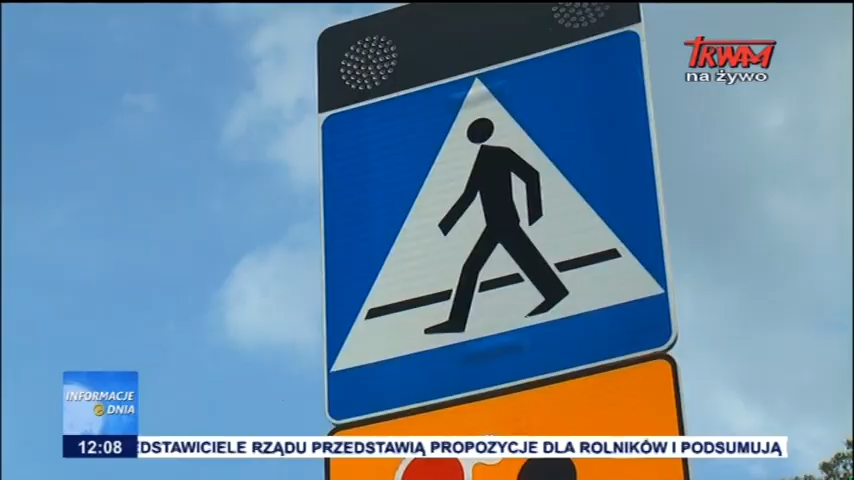 TRWAM
na żywo
INFORMACJE
DNIA
12:08
EDSTAWICIELE RZĄDU PRZEDSTAWIĄ PROPOZYCJE DLA ROLNIKÓW I PODSUMUJĄ